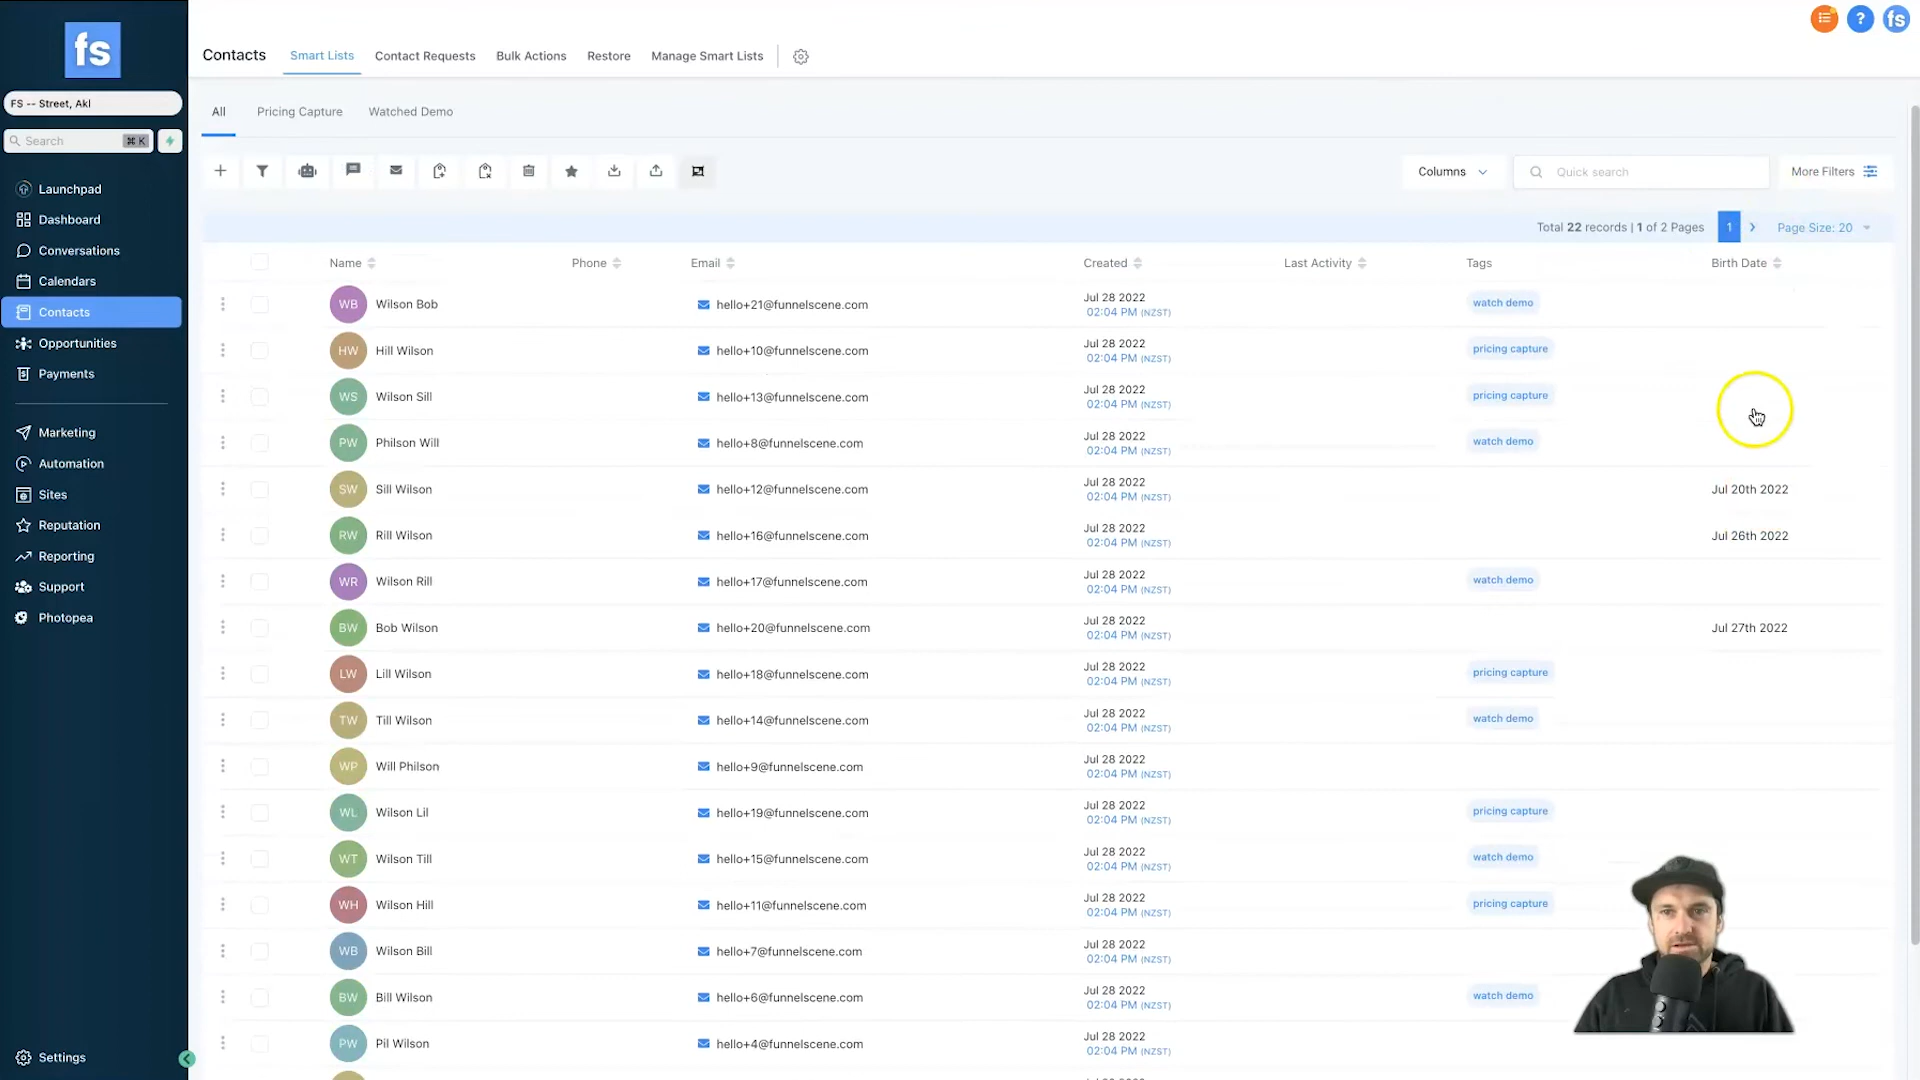 fs
FS -- Street, Akl
Search ⌘ K
Launchpad
Dashboard
Conversations
Calendars
Contacts
Opportunities
Payments
Marketing
Automation
Sites
Reputation
Reporting
Support
Photopea
Settings
? fs
Contacts Smart Lists Contact Requests Bulk Actions Restore Manage Smart Lists
All Pricing Capture Watched Demo
Columns Quick search More Filters
Total 22 records | 1 of 2 Pages 1 Page Size: 20
Name Phone Email Created Last Activity Tags Birth Date
WB Wilson Bob hello+21@funnelscene.com Jul 28 2022 watch demo
02:04 PM (NZST)
HW Hill Wilson hello+10@funnelscene.com Jul 28 2022 pricing capture
02:04 PM (NZST)
WS Wilson Sill hello+13@funnelscene.com Jul 28 2022 pricing capture
02:04 PM (NZST)
PW Philson Will hello+8@funnelscene.com Jul 28 2022 watch demo
02:04 PM (NZST)
SW Sill Wilson hello+12@funnelscene.com Jul 28 2022 Jul 20th 2022
02:04 PM (NZST)
RW Rill Wilson hello+16@funnelscene.com Jul 28 2022 Jul 26th 2022
02:04 PM (NZST)
WR Wilson Rill hello+17@funnelscene.com Jul 28 2022 watch demo
02:04 PM (NZST)
BW Bob Wilson hello+20@funnelscene.com Jul 28 2022 Jul 27th 2022
02:04 PM (NZST)
LW Lill Wilson hello+18@funnelscene.com Jul 28 2022 pricing capture
02:04 PM (NZST)
TW Till Wilson hello+14@funnelscene.com Jul 28 2022 watch demo
02:04 PM (NZST)
WP Will Philson hello+9@funnelscene.com Jul 28 2022
02:04 PM (NZST)
WL Wilson Lil hello+19@funnelscene.com Jul 28 2022 pricing capture
02:04 PM (NZST)
WT Wilson Till hello+15@funnelscene.com Jul 28 2022 watch demo
02:04 PM (NZST)
WH Wilson Hill hello+11@funnelscene.com Jul 28 2022 pricing capture
02:04 PM (NZST)
WB Wilson Bill hello+7@funnelscene.com Jul 28 2022
02:04 PM (NZST)
BW Bill Wilson hello+6@funnelscene.com Jul 28 2022 watch demo
02:04 PM (NZST)
PW Pil Wilson hello+4@funnelscene.com Jul 28 2022
02:04 PM (NZST)